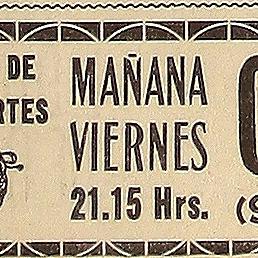 DE
MAÑANA
VIERNES
21.15 Hrs.